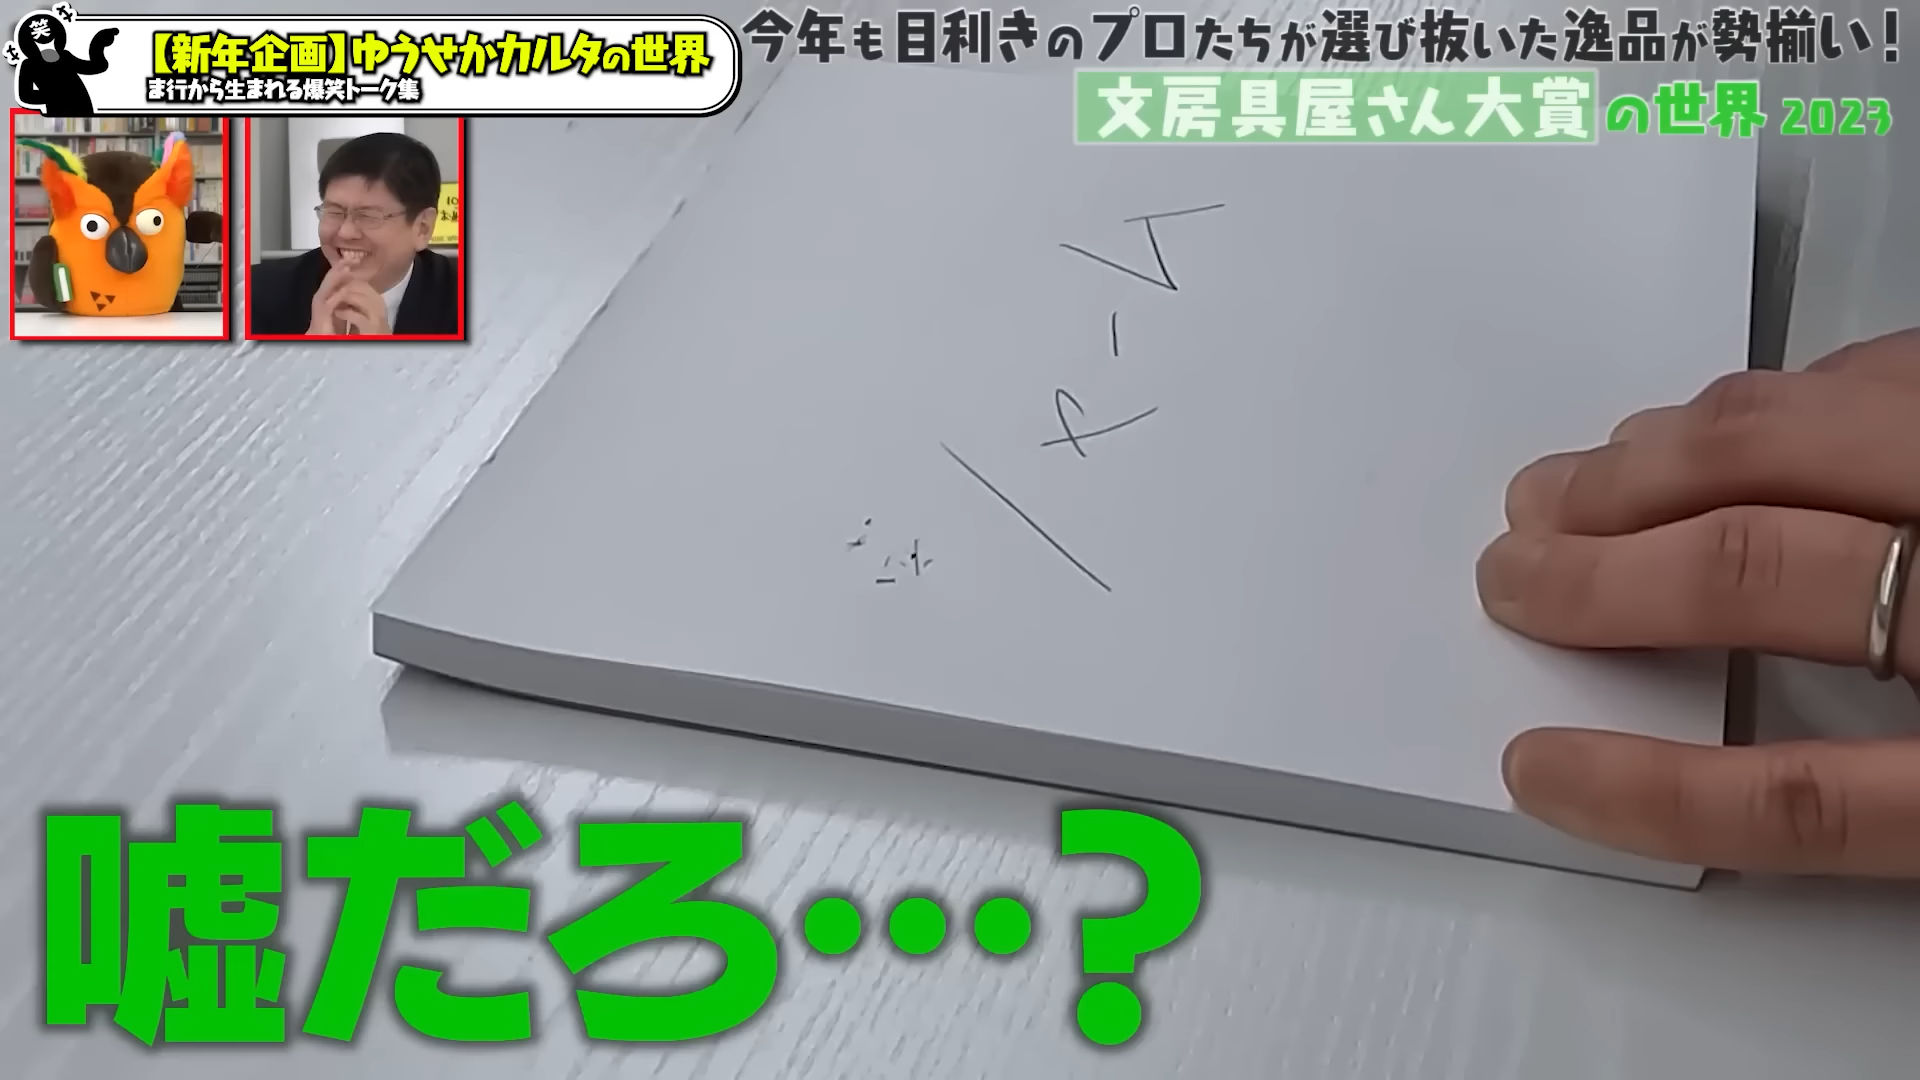 笑
【新年企画】ゆうせかカルタの世界
ま行から生まれる爆笑トーク集
今年も目利きのプロたちが選び抜いた逸品が勢揃い！
文房具屋さん大賞の世界 2023
嘘だろ…？